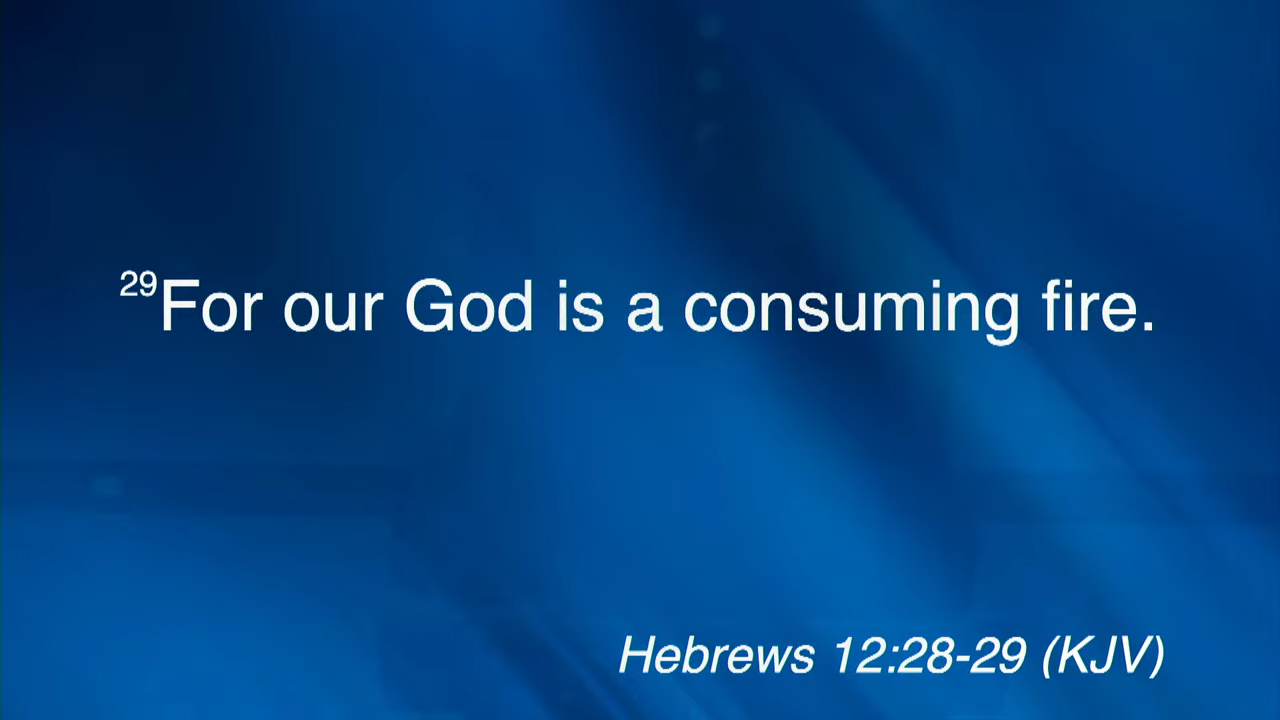 29For our God is a consuming fire.
Hebrews 12:28-29 (KJV)